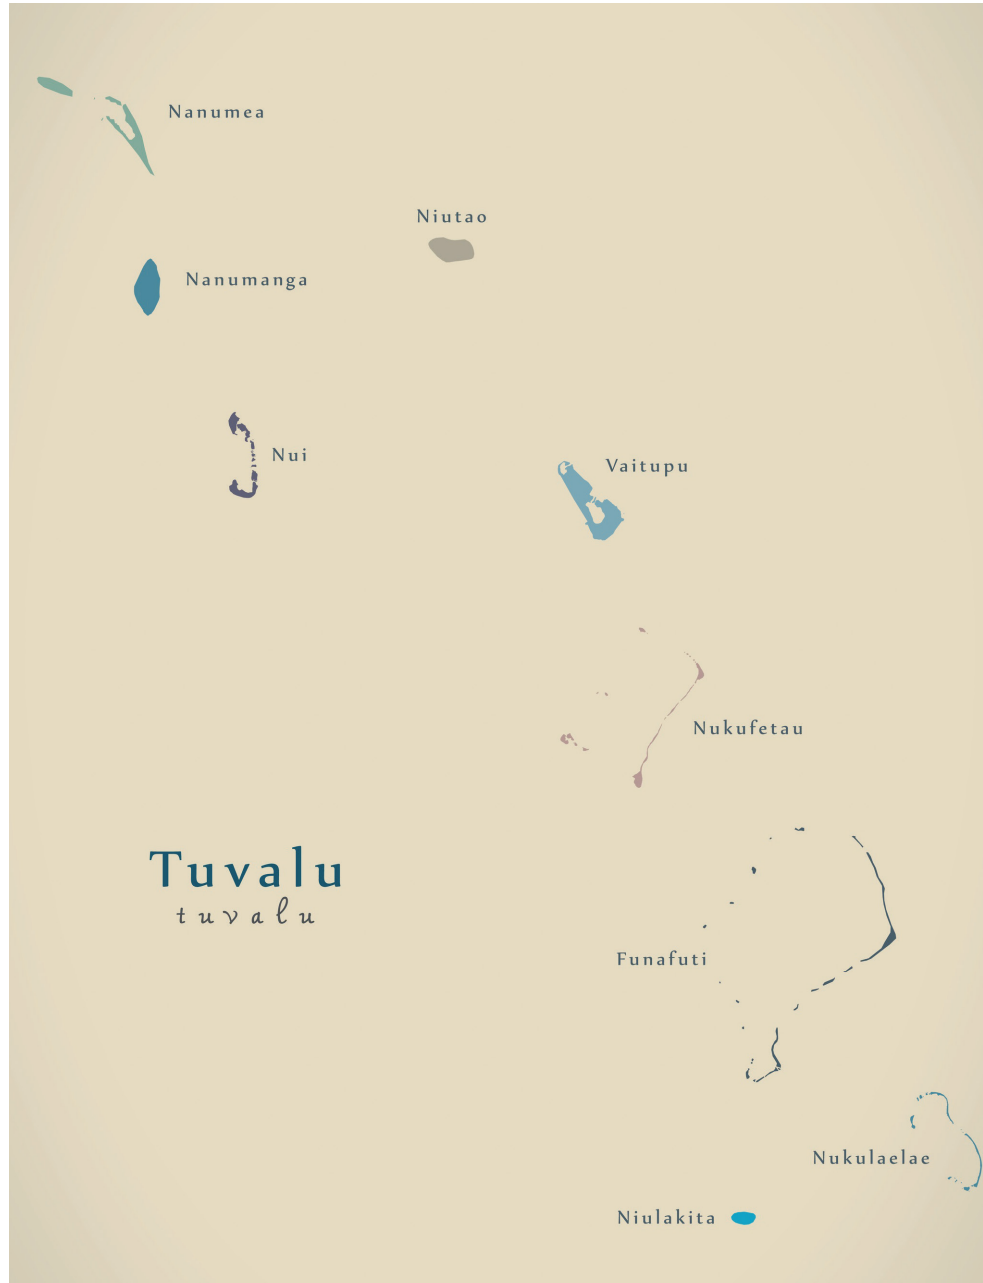 Nanumea
Niutao
Nanumanga
Nui
Vaitupu
Nukufetau
Tuvalu
tuvalu
Funafuti
Nukulaelae
Niulakita